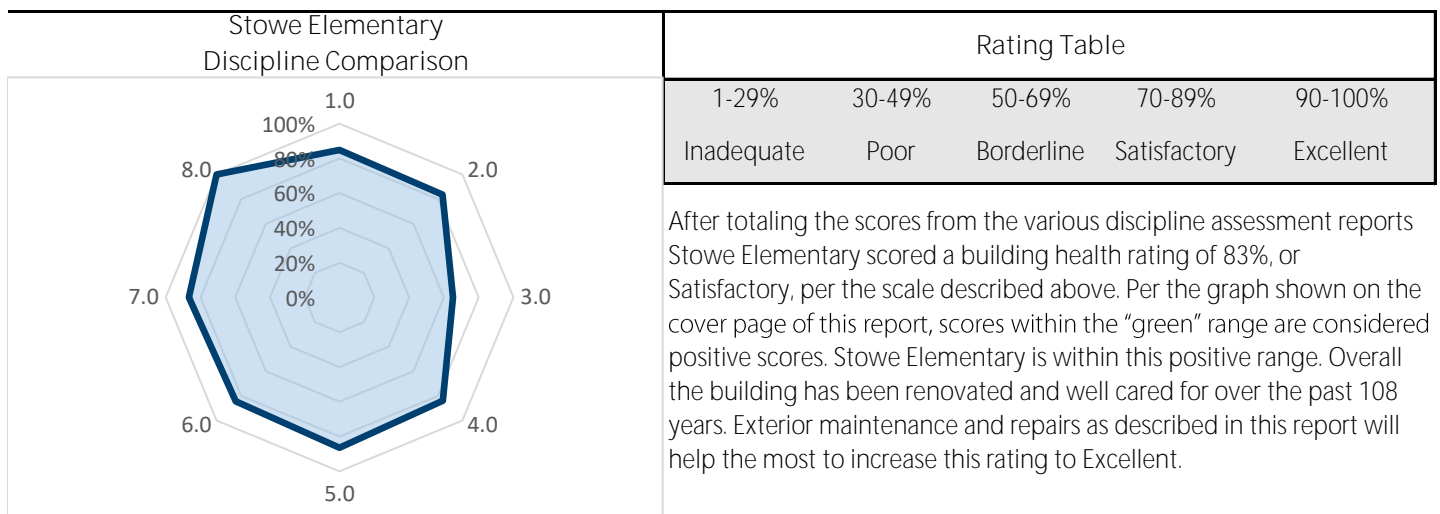 Stowe Elementary
Discipline Comparison
1.0
100%
80%
8.0
2.0
60%
40%
20%
7.0
0%
3.0
6.0
4.0
5.0
Rating Table
1-29% 30-49% 50-69% 70-89% 90-100%
Inadequate Poor Borderline Satisfactory Excellent
After totaling the scores from the various discipline assessment reports
Stowe Elementary scored a building health rating of 83%, or
Satisfactory, per the scale described above. Per the graph shown on the
cover page of this report, scores within the “green” range are considered
positive scores. Stowe Elementary is within this positive range. Overall
the building has been renovated and well cared for over the past 108
years. Exterior maintenance and repairs as described in this report will
help the most to increase this rating to Excellent.